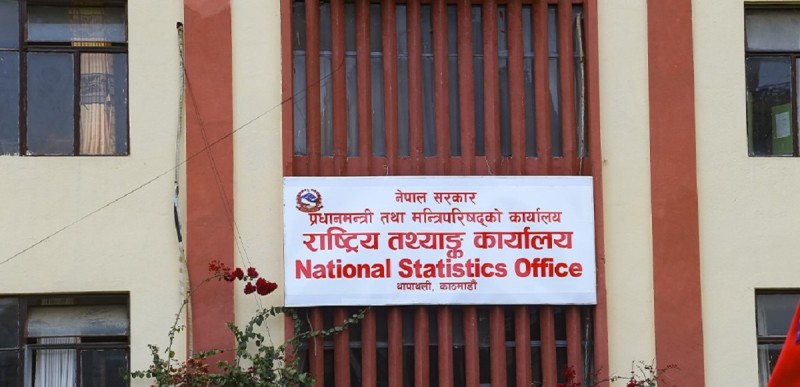 नेपाल सरकार
प्रधानमन्त्री तथा मन्त्रिपरिषद्को कार्यालय
राष्ट्रिय तथ्याङ्क कार्यालय
National Statistics Office
थापाथली, काठमाडौं